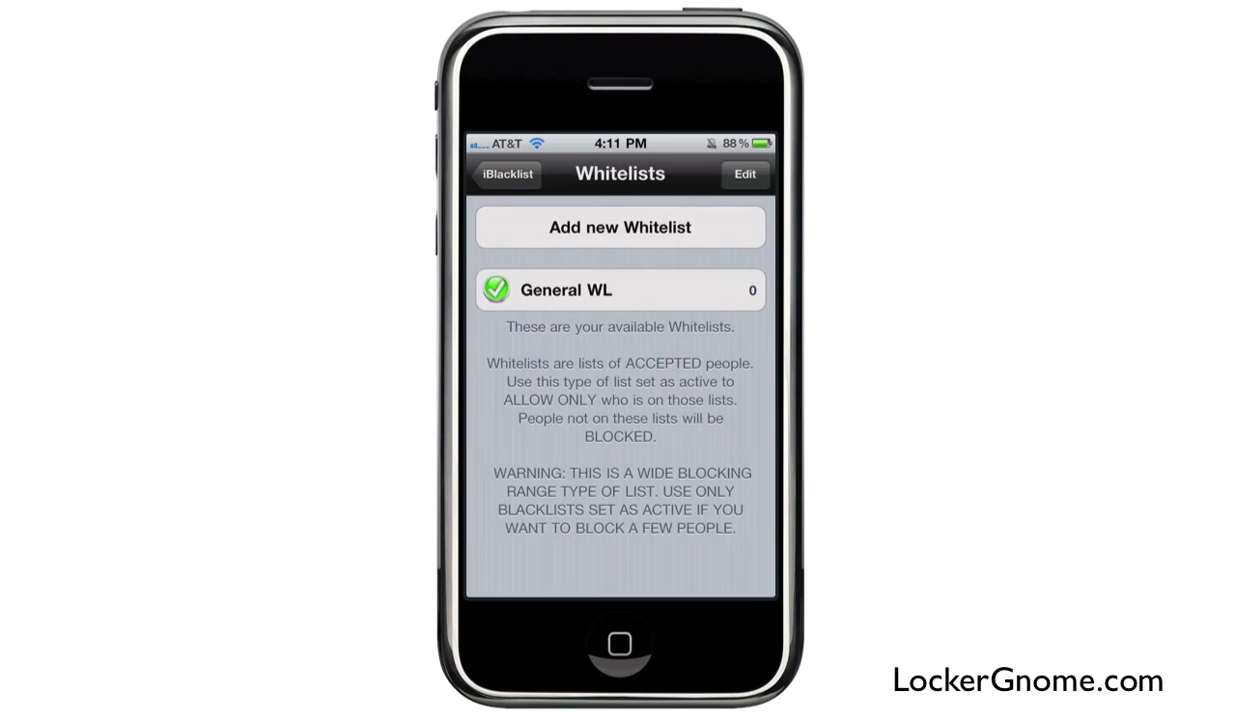 AT&T 4:11 PM 88%
iBlacklist Whitelists Edit
Add new Whitelist
General WL 0
These are your available Whitelists.
Whitelists are lists of ACCEPTED people.
Use this type of list set as active to
ALLOW ONLY who is on those lists.
People not on these lists will be
BLOCKED.
WARNING: THIS IS A WIDE BLOCKING
RANGE TYPE OF LIST. USE ONLY
BLACKLISTS SET AS ACTIVE IF YOU
WANT TO BLOCK A FEW PEOPLE.
LockerGnome.com